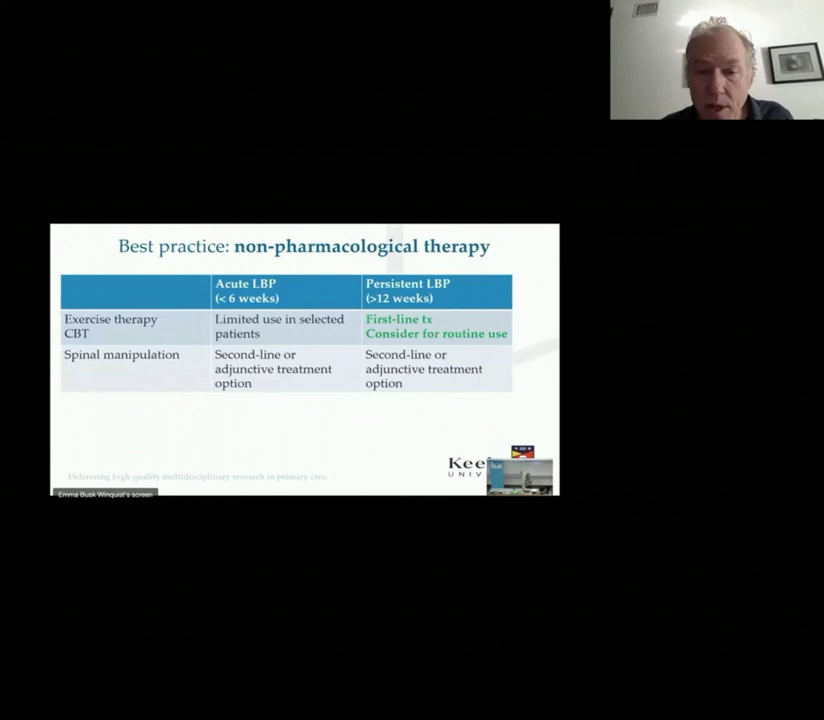 Best practice: non-pharmacological therapy
Acute LBP
(< 6 weeks)
Persistent LBP
(>12 weeks)
Exercise therapy
CBT
Limited use in selected
patients
First-line tx
Consider for routine use
Spinal manipulation
Second-line or
adjunctive treatment
option
Second-line or
adjunctive treatment
option
Delivering high quality multidisciplinary research in primary care
Emma Busk Winquist's screen